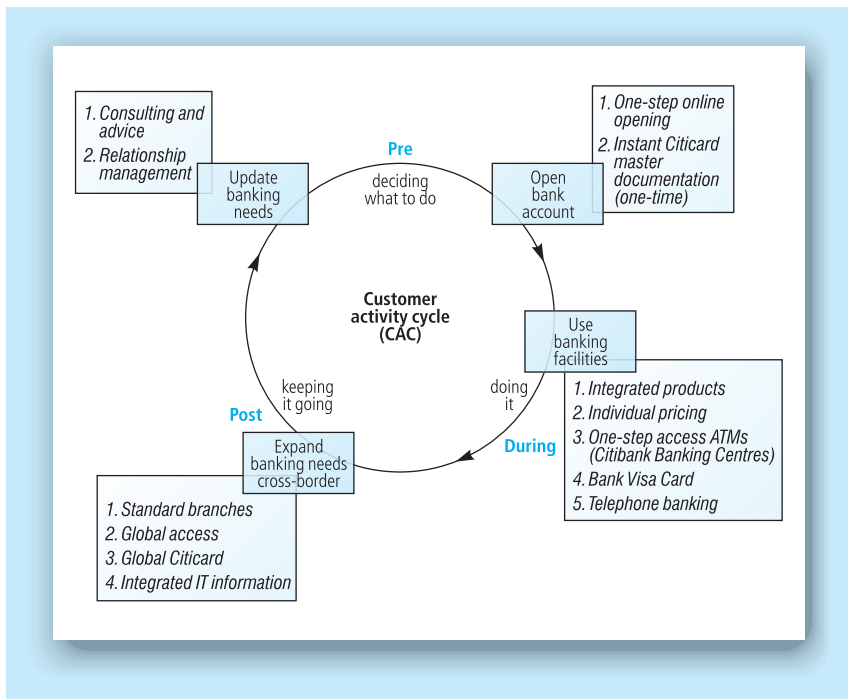 1. Consulting and
advice
2. Relationship
management
Update
banking
needs
Pre
deciding
what to do
1. One-step online
opening
2. Instant Citicard
master
documentation
(one-time)
Open
bank
account
Customer
activity cycle
(CAC)
Use
banking
facilities
1. Integrated products
2. Individual pricing
3. One-step access ATMs
(Citibank Banking Centres)
4. Bank Visa Card
5. Telephone banking
doing
it
During
keeping
it going
Post
Expand
banking needs
cross-border
1. Standard branches
2. Global access
3. Global Citicard
4. Integrated IT information